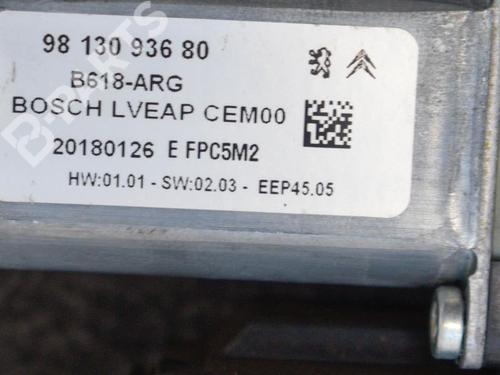 98 130 936 80
B618-ARG
BOSCH LVEAP CEM00
20180126 E FPC5M2
HW:01.01 - SW:02.03 - EEP45.05
B-PARTS